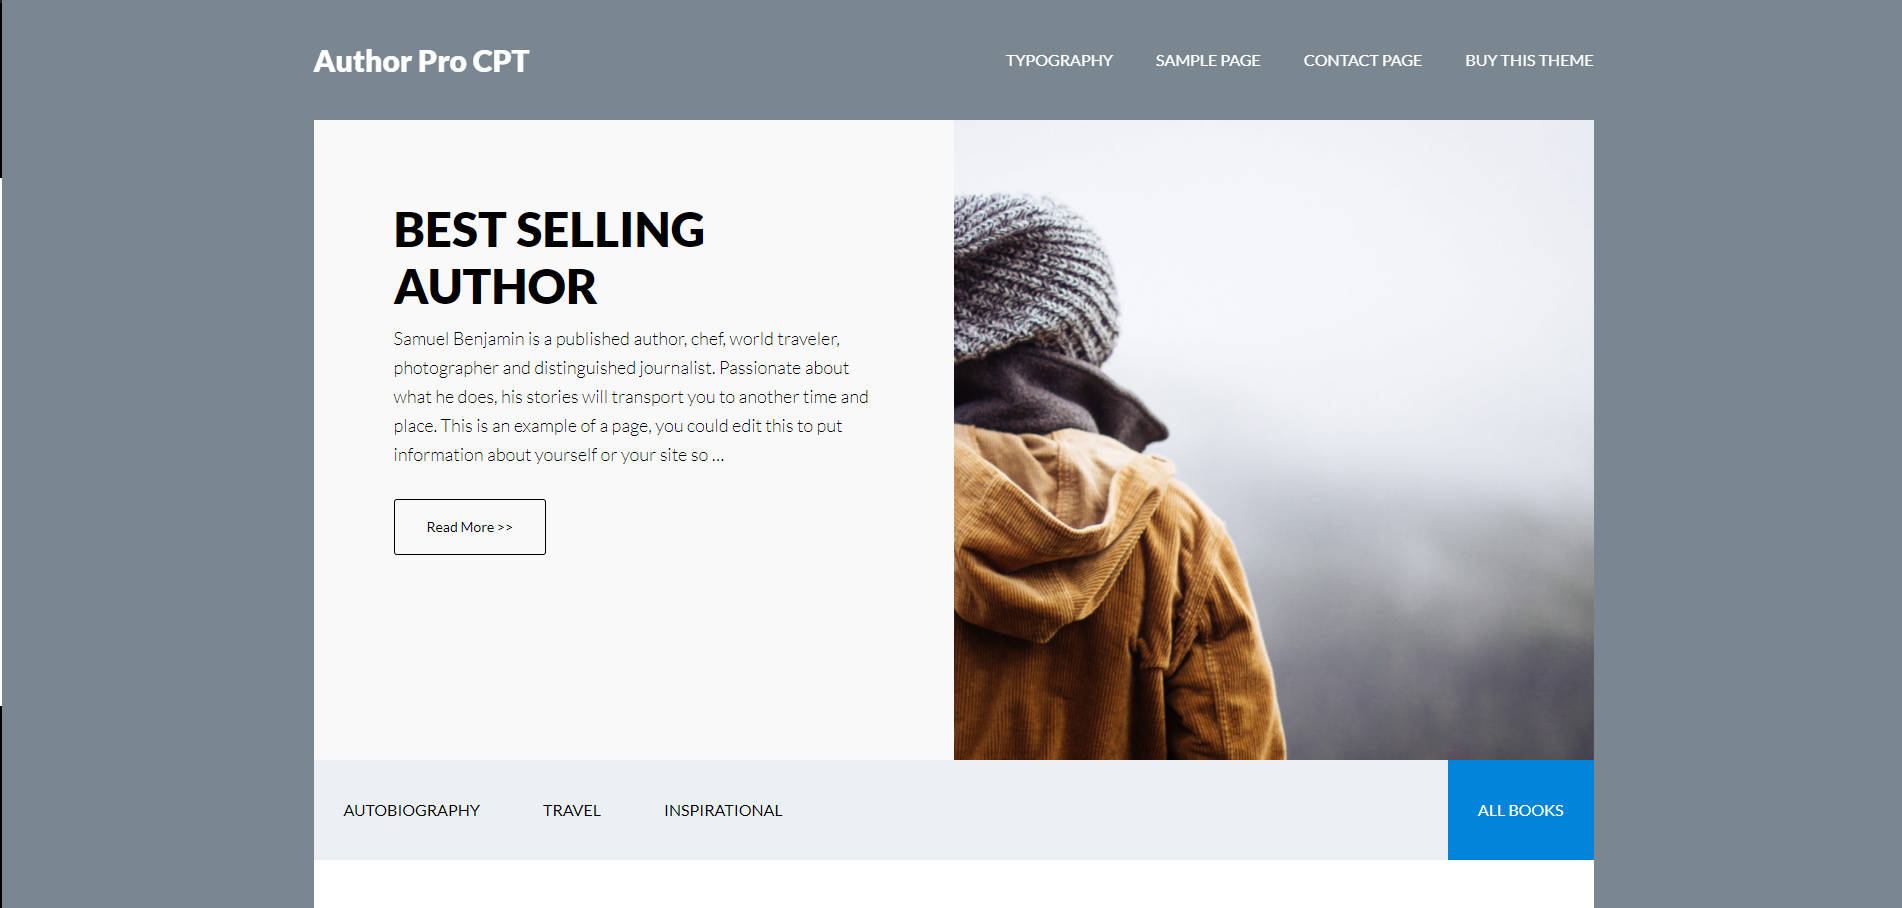 Author Pro CPT
TYPOGRAPHY
SAMPLE PAGE
CONTACT PAGE
BUY THIS THEME
BEST SELLING
AUTHOR
Samuel Benjamin is a published author, chef, world traveler,
photographer and distinguished journalist. Passionate about
what he does, his stories will transport you to another time and
place. This is an example of a page, you could edit this to put
information about yourself or your site so …
Read More >>
AUTOBIOGRAPHY
TRAVEL
INSPIRATIONAL
ALL BOOKS